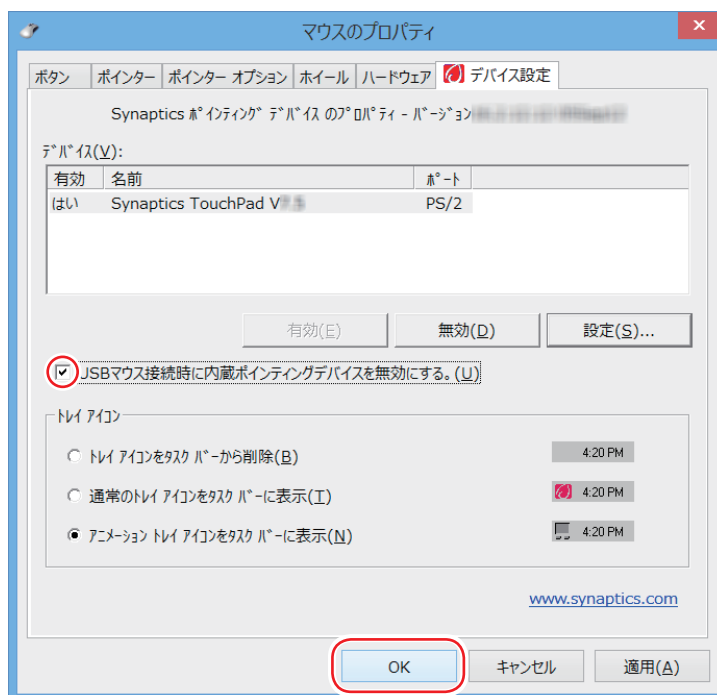 マウスのプロパティ
ボタン ポインター ポインター オプション ホイール ハードウェア デバイス設定
Synaptics ﾎﾟｲﾝﾃｨﾝｸﾞ ﾃﾞﾊﾞｲｽ のﾌﾟﾛﾊﾟﾃｨ - ﾊﾞｰｼﾞｮﾝ
ﾃﾞﾊﾞｲｽ(V):
有効 名前 ﾎﾟｰﾄ
はい Synaptics TouchPad V PS/2
有効(E) 無効(D) 設定(S)...
USBマウス接続時に内蔵ポインティングデバイスを無効にする。(U)
ﾄﾚｲ ｱｲｺﾝ
ﾄﾚｲ ｱｲｺﾝをﾀｽｸ ﾊﾞｰから削除(B) 4:20 PM
通常のﾄﾚｲ ｱｲｺﾝをﾀｽｸ ﾊﾞｰに表示(T) 4:20 PM
ｱﾆﾒｰｼｮﾝ ﾄﾚｲ ｱｲｺﾝをﾀｽｸ ﾊﾞｰに表示(N) 4:20 PM
www.synaptics.com
OK キャンセル 適用(A)